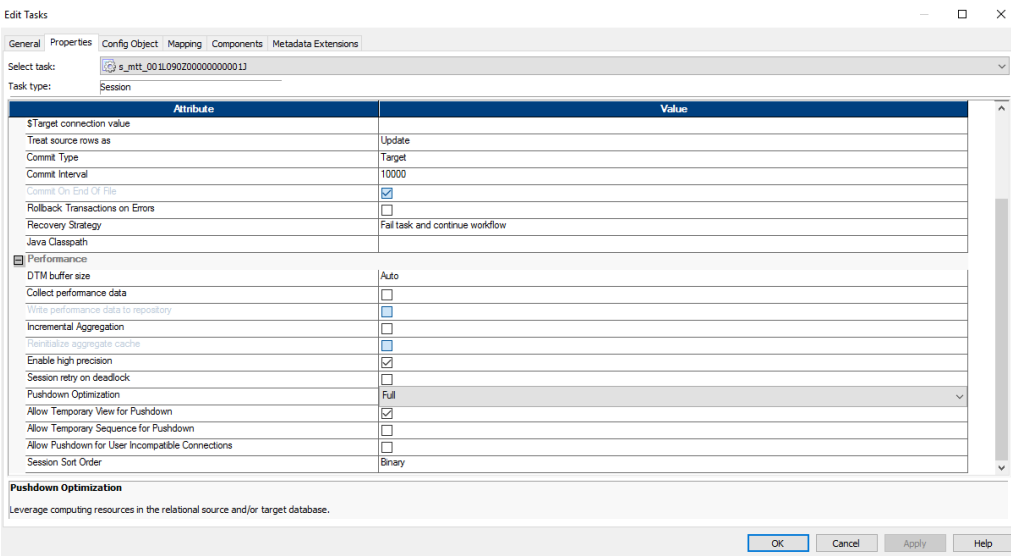 Edit Tasks
General Properties Config Object Mapping Components Metadata Extensions
Select task: s_mtt_001L090Z00000000001J
Task type: Session
Attribute Value
$Target connection value
Treat source rows as Update
Commit Type Target
Commit Interval 10000
Commit On End Of File
Rollback Transactions on Errors
Recovery Strategy Fail task and continue workflow
Java Classpath
Performance
DTM buffer size Auto
Collect performance data
Write performance data to repository
Incremental Aggregation
Reinitialize aggregate cache
Enable high precision
Session retry on deadlock
Pushdown Optimization Full
Allow Temporary View for Pushdown
Allow Temporary Sequence for Pushdown
Allow Pushdown for User Incompatible Connections
Session Sort Order Binary
Pushdown Optimization
Leverage computing resources in the relational source and/or target database.
OK Cancel Apply Help